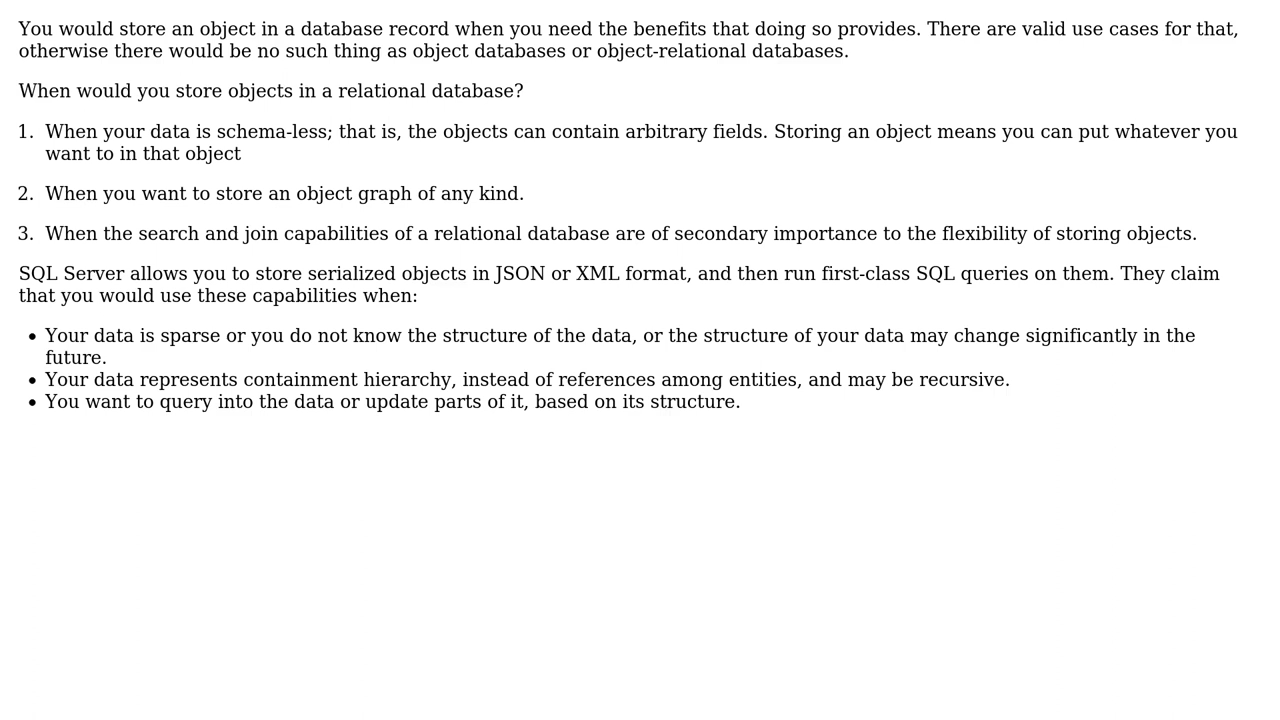 You would store an object in a database record when you need the benefits that doing so provides. There are valid use cases for that,
otherwise there would be no such thing as object databases or object-relational databases.
When would you store objects in a relational database?
1. When your data is schema-less; that is, the objects can contain arbitrary fields. Storing an object means you can put whatever you
want to in that object
2. When you want to store an object graph of any kind.
3. When the search and join capabilities of a relational database are of secondary importance to the flexibility of storing objects.
SQL Server allows you to store serialized objects in JSON or XML format, and then run first-class SQL queries on them. They claim
that you would use these capabilities when:
• Your data is sparse or you do not know the structure of the data, or the structure of your data may change significantly in the
future.
• Your data represents containment hierarchy, instead of references among entities, and may be recursive.
• You want to query into the data or update parts of it, based on its structure.